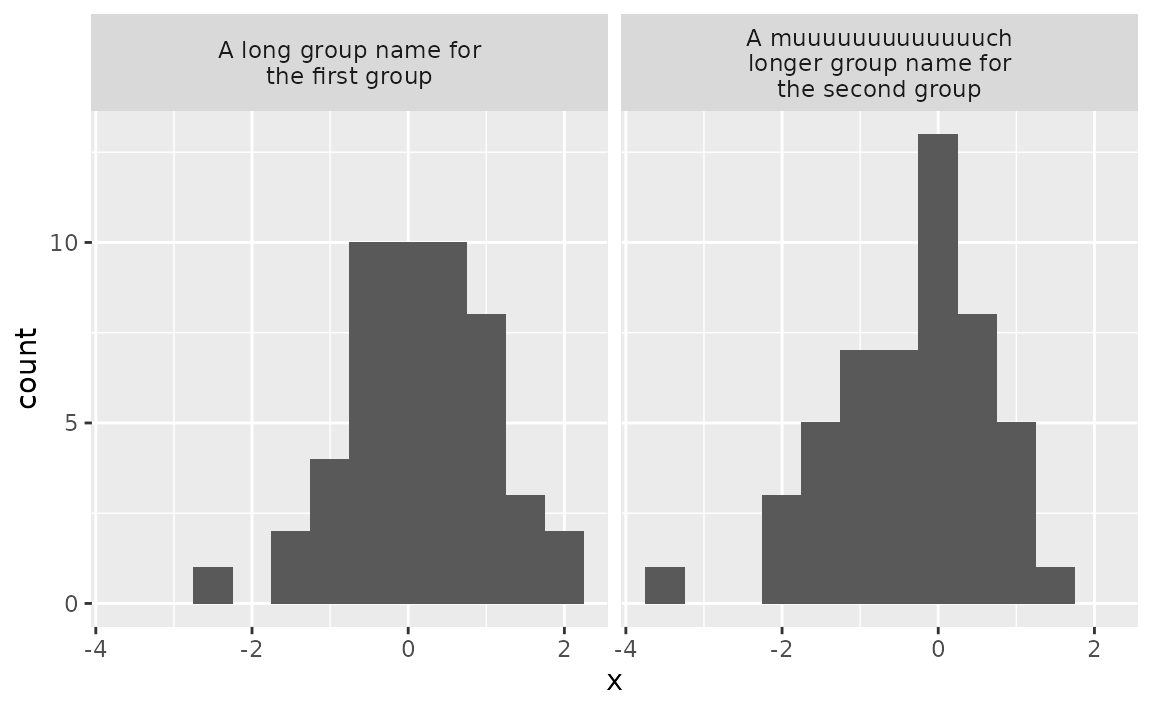 A long group name for
the first group
A muuuuuuuuuuuuuch
longer group name for
the second group
10
5
0
count
-4
-2
0
2
-4
-2
0
2
x